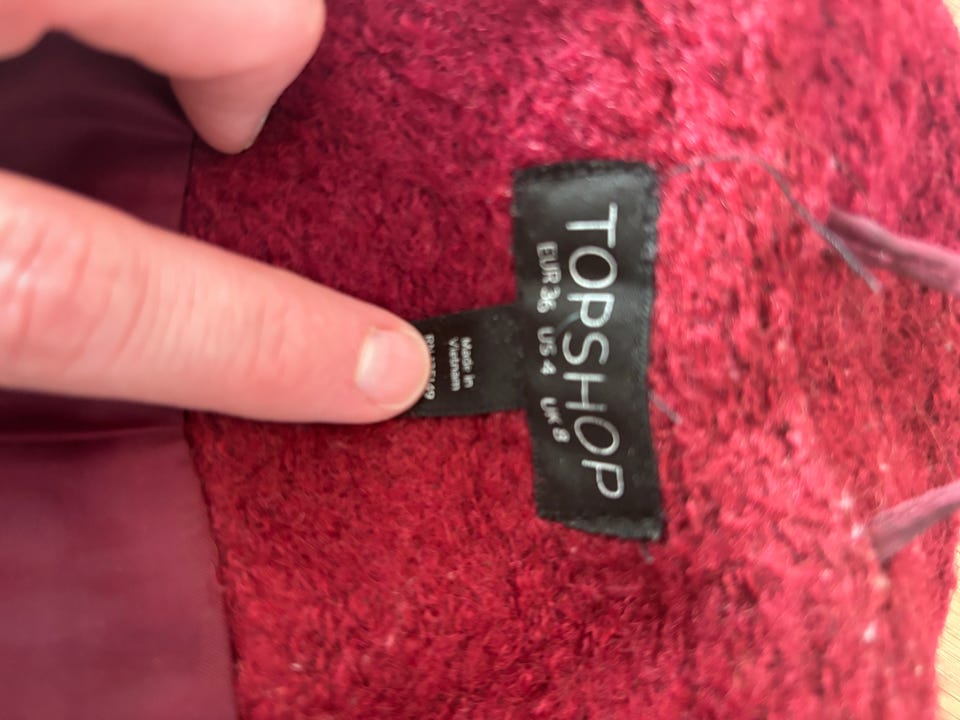 TOPSHOP
EUR 36 US 4 UK 8
Made in
Vietnam